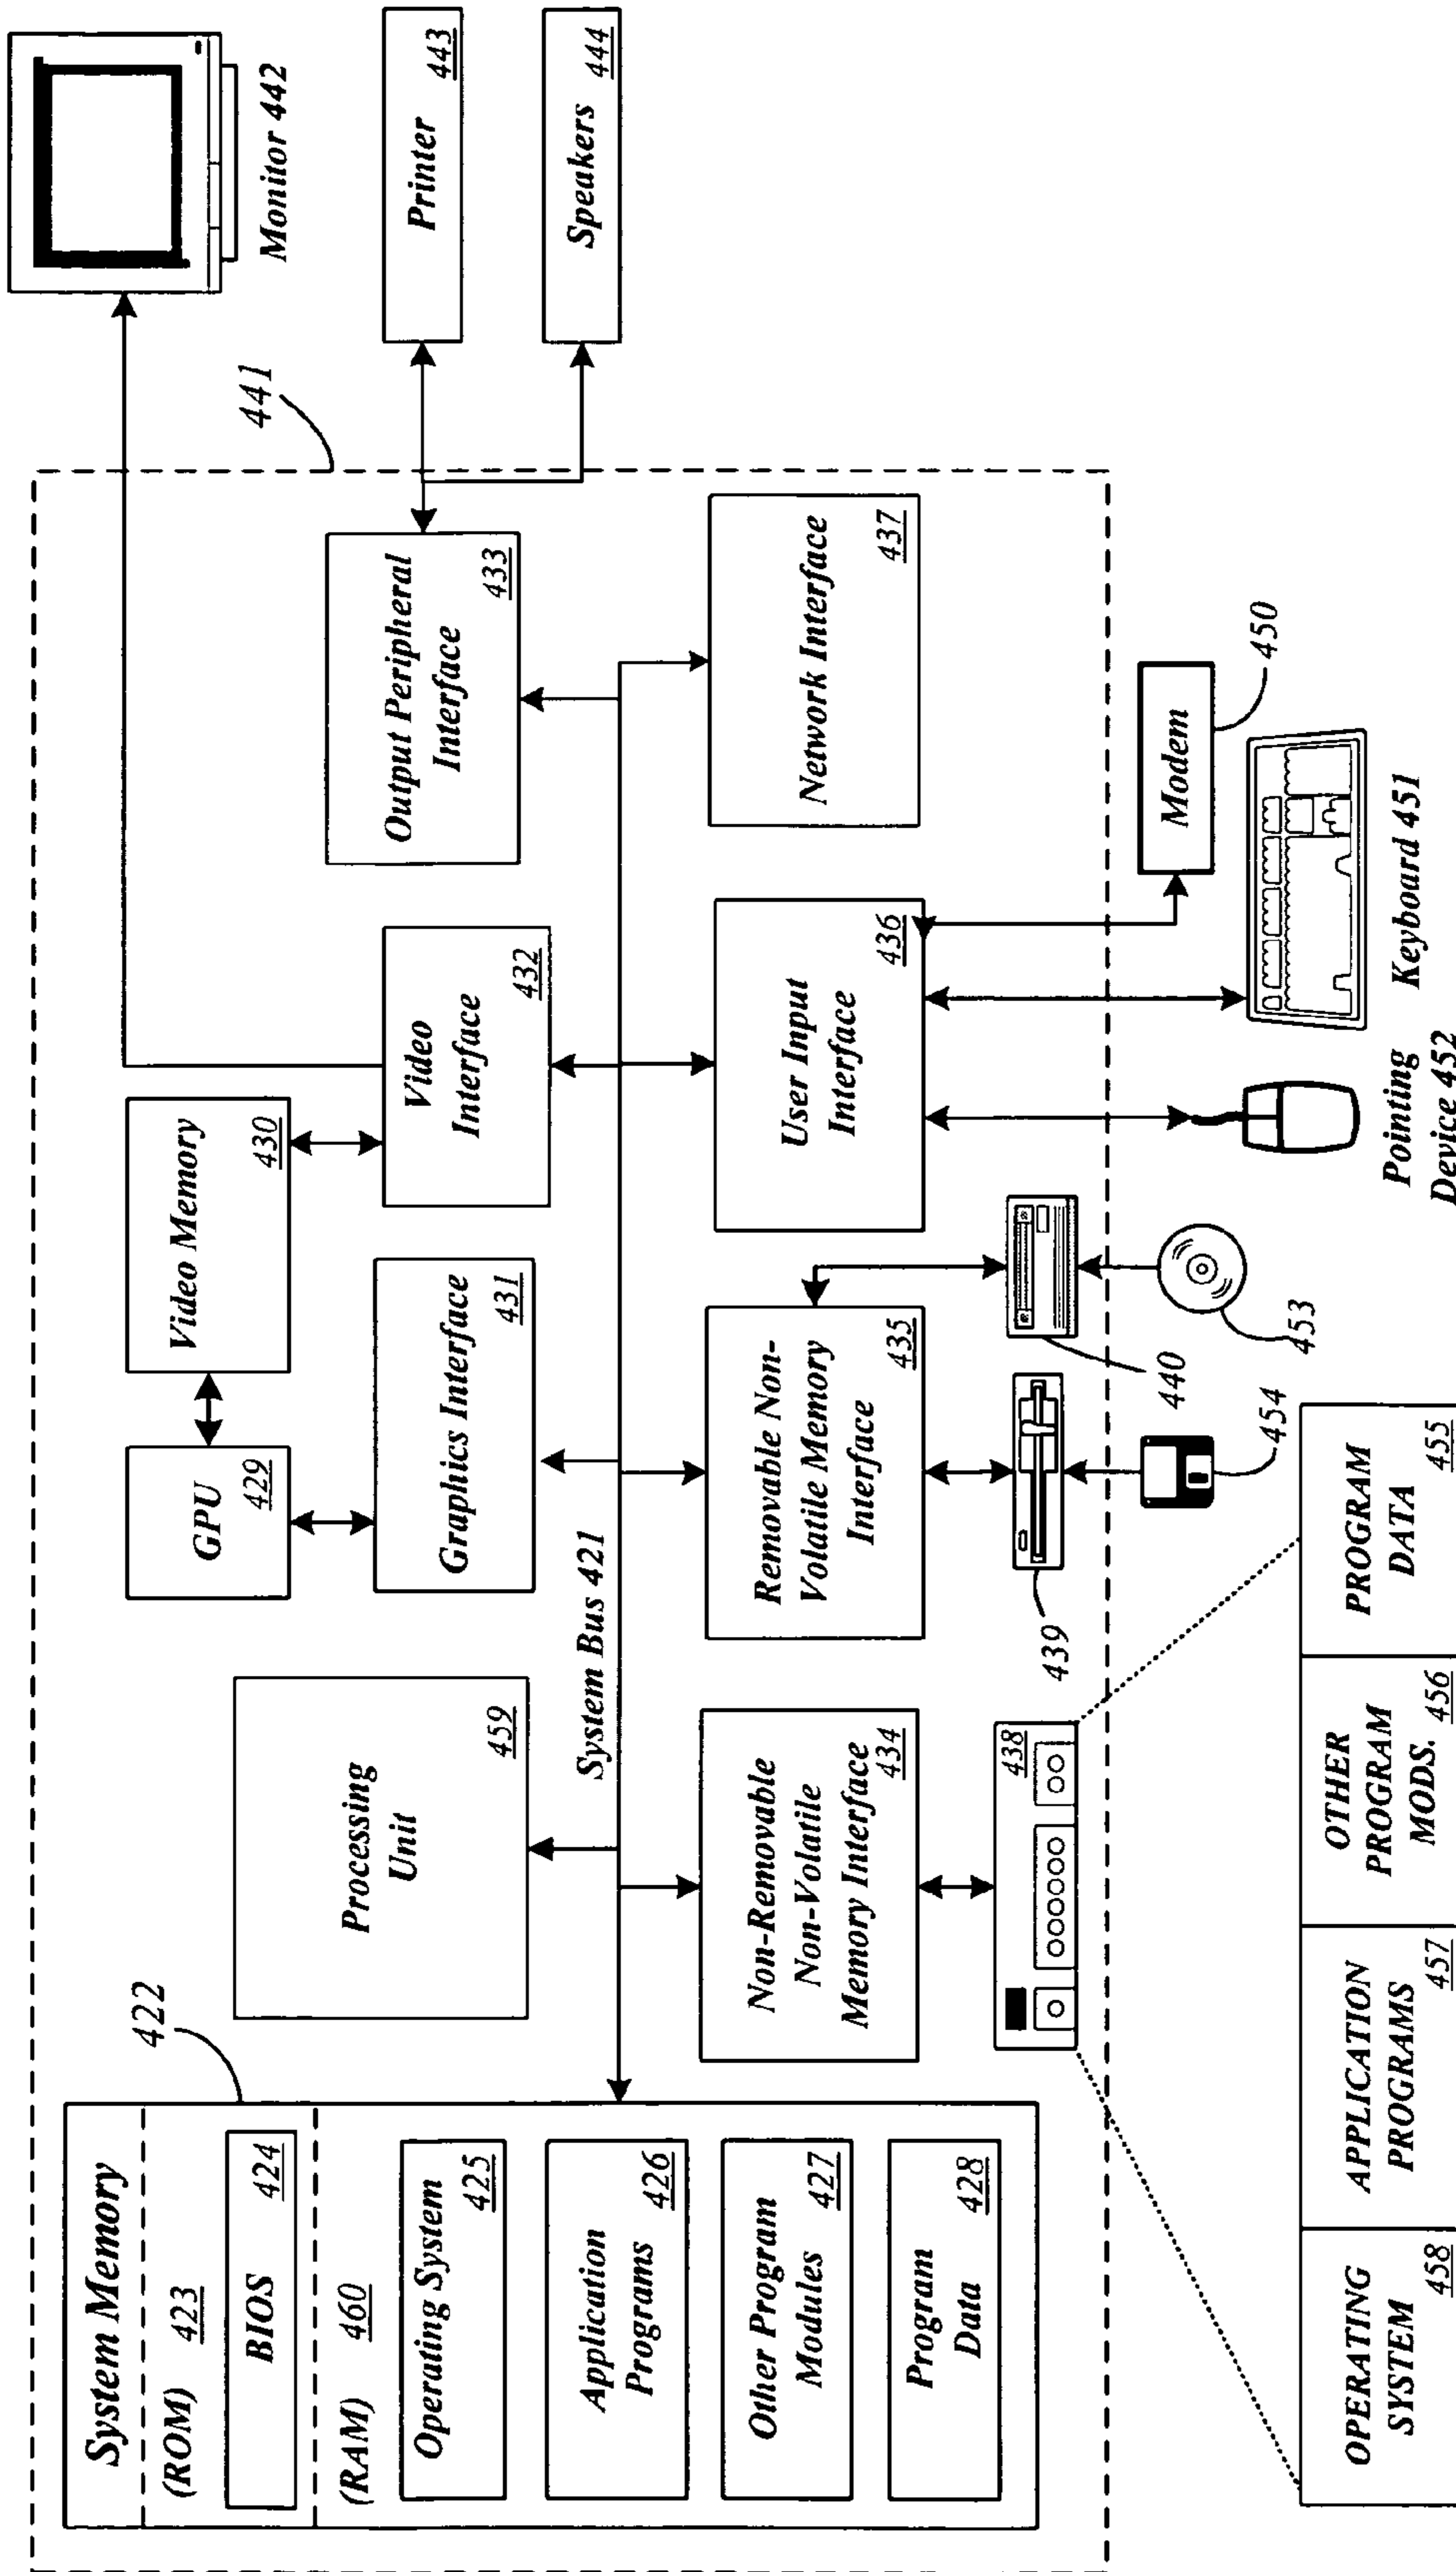 System Memory
(ROM) 423
BIOS 424
(RAM) 460
Operating System 425
Application
Programs 426
Other Program
Modules 427
Program
Data 428
422
Processing
Unit
459
GPU
429
Video Memory
430
Graphics Interface
431
Video
Interface
432
Output Peripheral
Interface
433
441
Monitor 442
Printer 443
Speakers 444
System Bus 421
Non-Removable
Non-Volatile
Memory Interface
434
Removable Non-
Volatile Memory
Interface
435
User Input
Interface
436
Network Interface
437
438
439
440
454
453
Pointing
Device 452
Keyboard 451
Modem
450
OPERATING
SYSTEM 458
APPLICATION
PROGRAMS 457
OTHER
PROGRAM
MODS. 456
PROGRAM
DATA 455